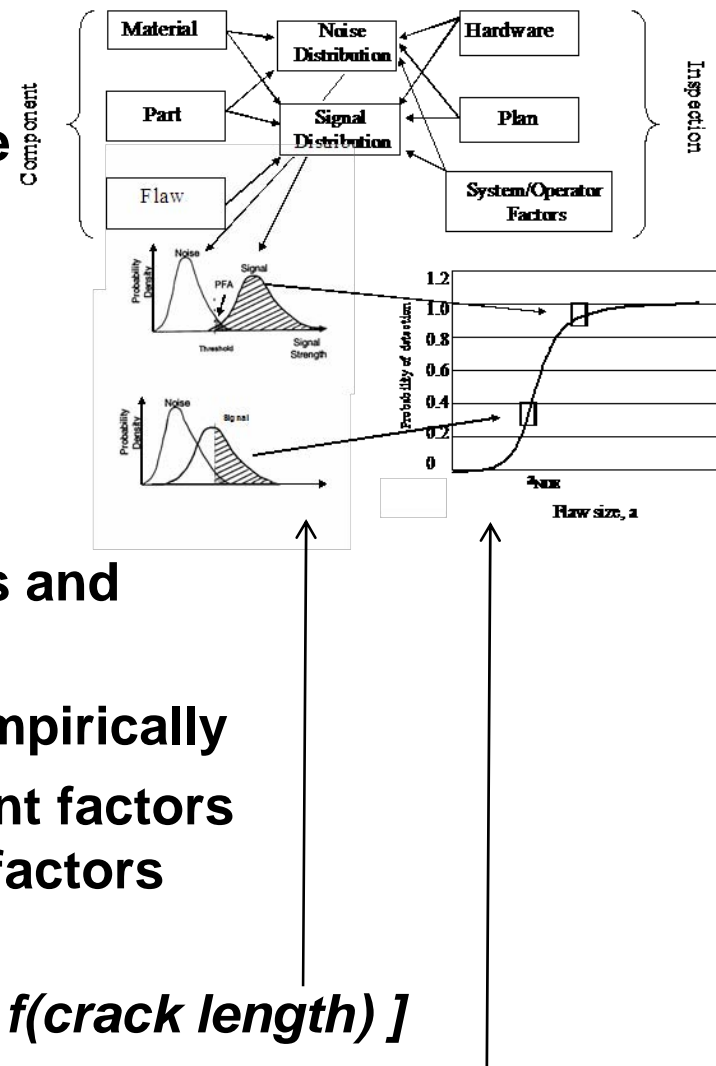 Material
Noise
Distribution
Hardware
Component
Part
Signal
Distribution
Plan
Inspection
e
Flaw
System/Operator
Factors
Noise
Signal
PFA
Probability
Density
Threshold
Signal
Strength
1.2
1.0
0.8
0.6
0.4
0.2
0
Probability of detection
Noise
Signal
Probability
Density
aNDE
Flaw size, a
s and
mpirically
nt factors
factors
f(crack length) ]